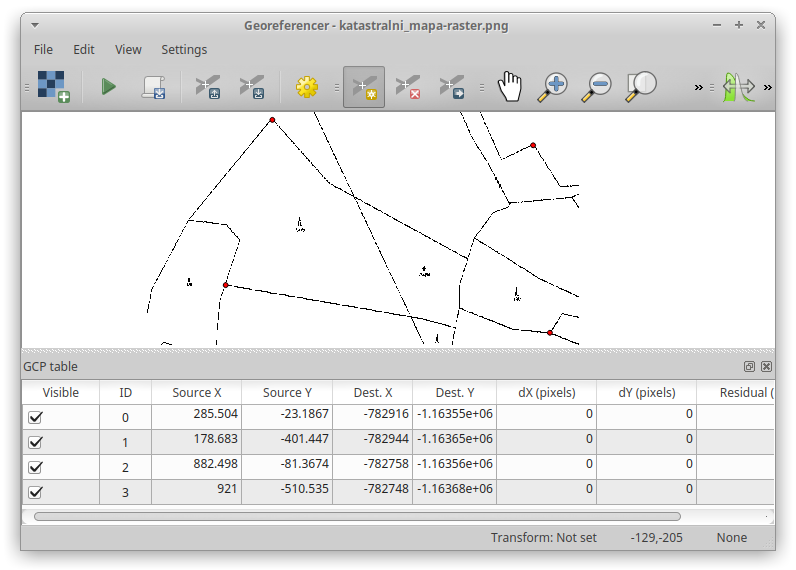 Georeferencer - katastralni_mapa-raster.png
File Edit View Settings
» »
GCP table
Visible ID Source X Source Y Dest. X Dest. Y dX (pixels) dY (pixels) Residual (
0 285.504 -23.1867 -782916 -1.16355e+06 0 0
1 178.683 -401.447 -782944 -1.16365e+06 0 0
2 882.498 -81.3674 -782758 -1.16356e+06 0 0
3 921 -510.535 -782748 -1.16368e+06 0 0
Transform: Not set -129,-205 None